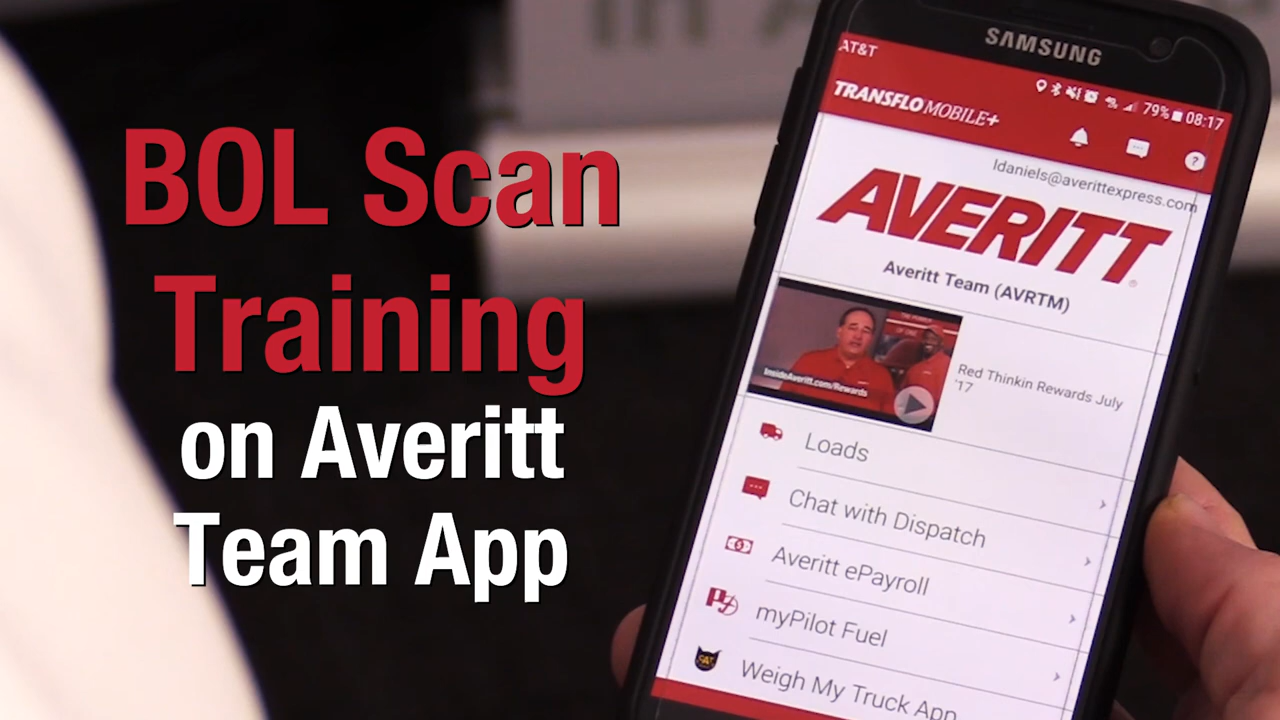 BOL Scan
Training
on Averitt
Team App
SAMSUNG
AT&T
79% 08:17
TRANSFLO MOBILE+
ldaniels@averittexpress.com
AVERITT
Averitt Team (AVRTM)
InsideAveritt.com/Rewards
Red Thinkin Rewards July
'17
Loads
Chat with Dispatch
Averitt ePayroll
myPilot Fuel
CAT
Weigh My Truck App